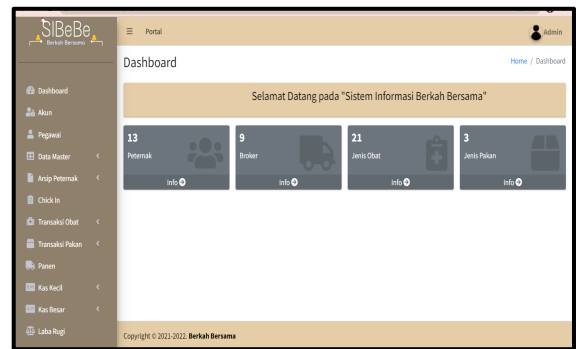 SIBeBe
Berkah Bersama
Portal
Admin
Dashboard
Home / Dashboard
Dashboard
Akun
Pegawai
Data Master
Arsip Peternak
Chick In
Transaksi Obat
Transaksi Pakan
Panen
Kas Kecil
Kas Besar
Laba Rugi
Selamat Datang pada "Sistem Informasi Berkah Bersama"
13
Peternak
Info
9
Broker
Info
21
Jenis Obat
Info
3
Jenis Pakan
Info
Copyright © 2021-2022. Berkah Bersama